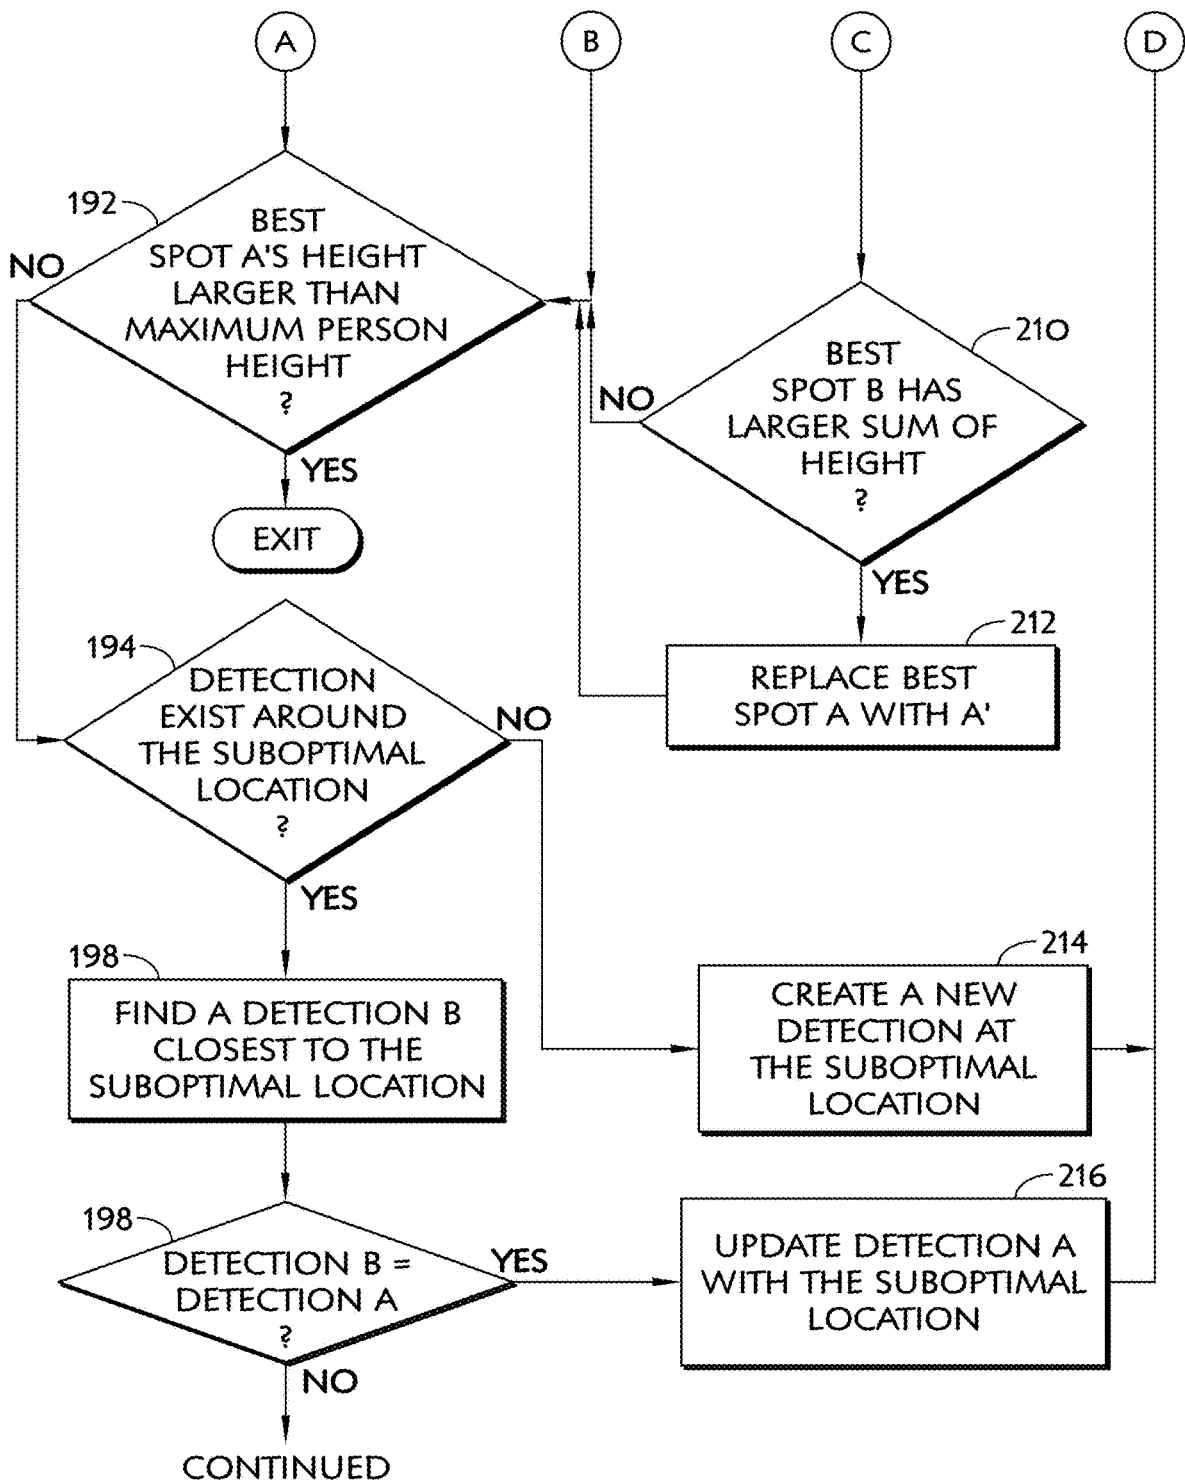 A
B
C
D
192
BEST
SPOT A'S HEIGHT
LARGER THAN
MAXIMUM PERSON
HEIGHT
?
NO
YES
EXIT
210
BEST
SPOT B HAS
LARGER SUM OF
HEIGHT
?
NO
YES
212
REPLACE BEST
SPOT A WITH A'
194
DETECTION
EXIST AROUND
THE SUBOPTIMAL
LOCATION
?
NO
YES
198
FIND A DETECTION B
CLOSEST TO THE
SUBOPTIMAL LOCATION
214
CREATE A NEW
DETECTION AT
THE SUBOPTIMAL
LOCATION
198
DETECTION B =
DETECTION A
?
YES
NO
216
UPDATE DETECTION A
WITH THE SUBOPTIMAL
LOCATION
CONTINUED